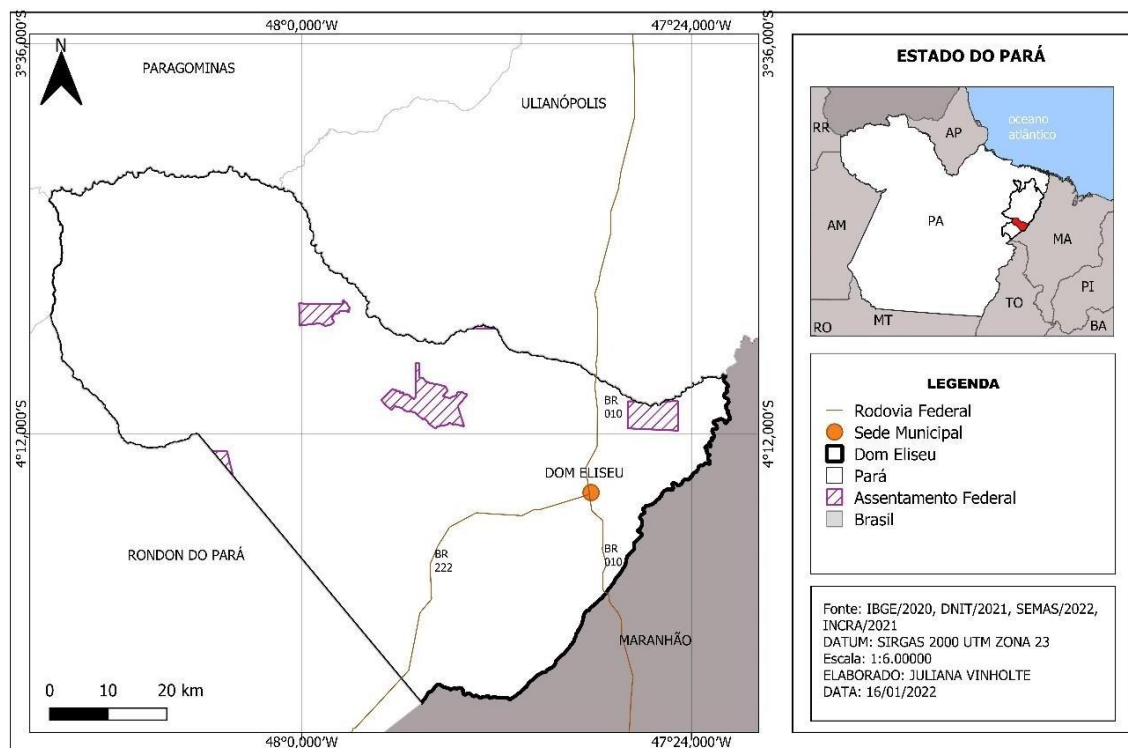 48°0,000'W
47°24,000'W
3°36,000'S
3°36,000'S
N
PARAGOMINAS
ULIANÓPOLIS
BR
010
4°12,000'S
4°12,000'S
DOM ELISEU
RONDON DO PARÁ
BR
222
BR
010
MARANHÃO
0 10 20 km
48°0,000'W
47°24,000'W
ESTADO DO PARÁ
oceano
atlântico
RR
AP
AM
PA
MA
PI
TO
BA
RO
MT
LEGENDA
Rodovia Federal
Sede Municipal
Dom Eliseu
Pará
Assentamento Federal
Brasil
Fonte: IBGE/2020, DNIT/2021, SEMAS/2022,
INCRA/2021
DATUM: SIRGAS 2000 UTM ZONA 23
Escala: 1:6.00000
ELABORADO: JULIANA VINHOLTE
DATA: 16/01/2022